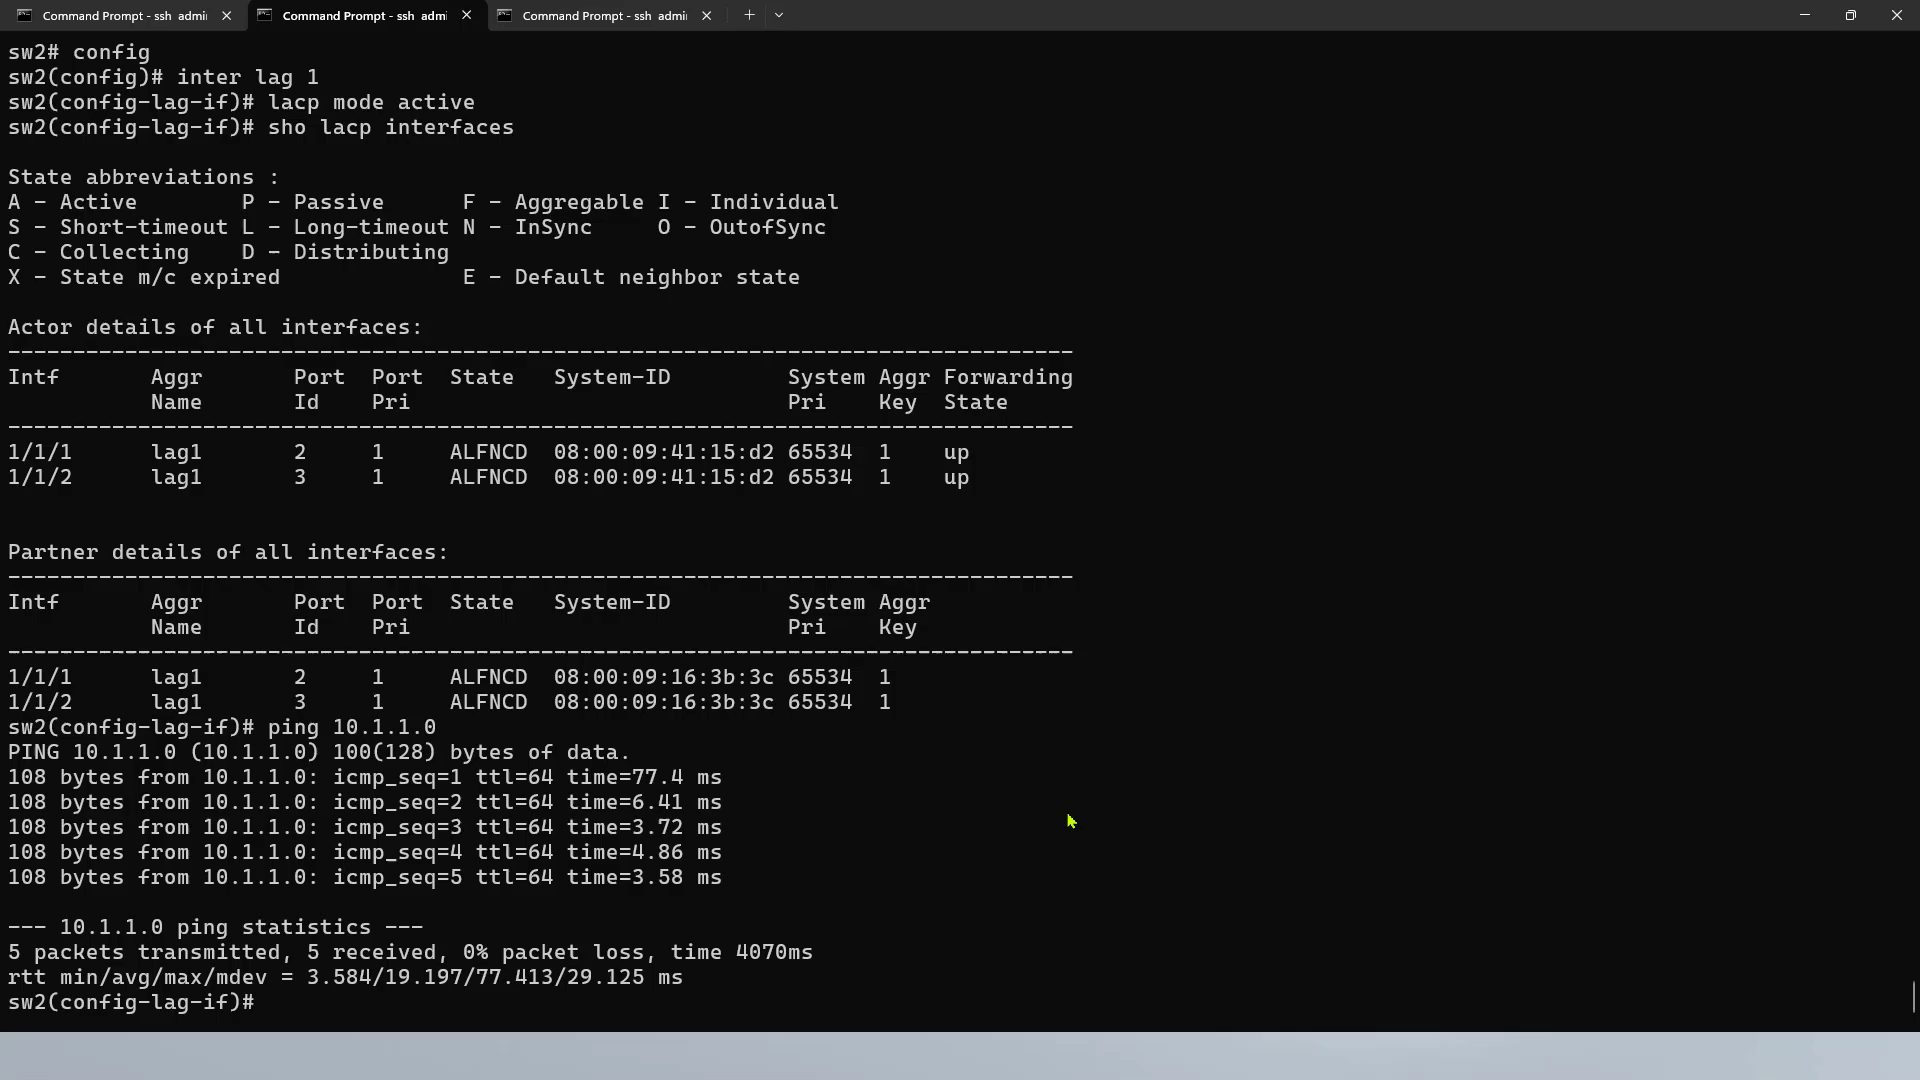 Command Prompt - ssh admi
Command Prompt - ssh admi
Command Prompt - ssh admi
sw2# config
sw2(config)# inter lag 1
sw2(config-lag-if)# lacp mode active
sw2(config-lag-if)# sho lacp interfaces
State abbreviations :
A - Active        P - Passive      F - Aggregable I - Individual
S - Short-timeout L - Long-timeout N - InSync     O - OutofSync
C - Collecting    D - Distributing
X - State m/c expired              E - Default neighbor state
Actor details of all interfaces:
----------------------------------------------------------------------------------
Intf       Aggr       Port  Port  State   System-ID         System Aggr Forwarding
           Name       Id    Pri                             Pri    Key  State
----------------------------------------------------------------------------------
1/1/1      lag1       2     1     ALFNCD  08:00:09:41:15:d2 65534  1    up
1/1/2      lag1       3     1     ALFNCD  08:00:09:41:15:d2 65534  1    up
Partner details of all interfaces:
----------------------------------------------------------------------------------
Intf       Aggr       Port  Port  State   System-ID         System Aggr
           Name       Id    Pri                             Pri    Key
----------------------------------------------------------------------------------
1/1/1      lag1       2     1     ALFNCD  08:00:09:16:3b:3c 65534  1
1/1/2      lag1       3     1     ALFNCD  08:00:09:16:3b:3c 65534  1
sw2(config-lag-if)# ping 10.1.1.0
PING 10.1.1.0 (10.1.1.0) 100(128) bytes of data.
108 bytes from 10.1.1.0: icmp_seq=1 ttl=64 time=77.4 ms
108 bytes from 10.1.1.0: icmp_seq=2 ttl=64 time=6.41 ms
108 bytes from 10.1.1.0: icmp_seq=3 ttl=64 time=3.72 ms
108 bytes from 10.1.1.0: icmp_seq=4 ttl=64 time=4.86 ms
108 bytes from 10.1.1.0: icmp_seq=5 ttl=64 time=3.58 ms
--- 10.1.1.0 ping statistics ---
5 packets transmitted, 5 received, 0% packet loss, time 4070ms
rtt min/avg/max/mdev = 3.584/19.197/77.413/29.125 ms
sw2(config-lag-if)#